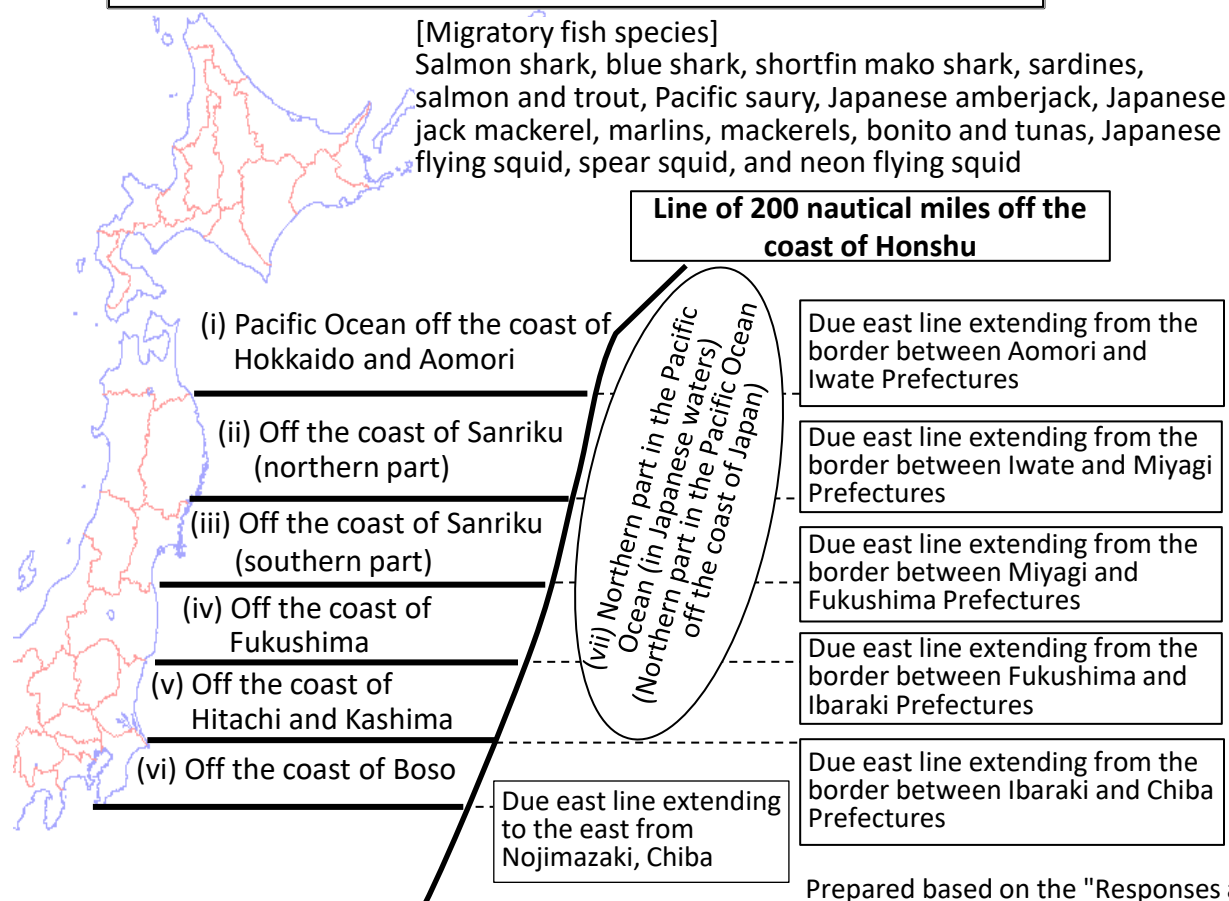 [Migratory fish species]
Salmon shark, blue shark, shortfin mako shark, sardines,
salmon and trout, Pacific saury, Japanese amberjack, Japanese
jack mackerel, marlins, mackerels, bonito and tunas, Japanese
flying squid, spear squid, and neon flying squid
Line of 200 nautical miles off the
coast of Honshu
(i) Pacific Ocean off the coast of
Hokkaido and Aomori
Due east line extending from the
border between Aomori and
Iwate Prefectures
(ii) Off the coast of Sanriku
(northern part)
Due east line extending from the
border between Iwate and Miyagi
Prefectures
(iii) Off the coast of Sanriku
(southern part)
Due east line extending from the
border between Miyagi and
Fukushima Prefectures
(iv) Off the coast of
Fukushima
Due east line extending from the
border between Fukushima and
Ibaraki Prefectures
(v) Off the coast of
Hitachi and Kashima
Due east line extending from the
border between Ibaraki and Chiba
Prefectures
(vi) Off the coast of Boso
Due east line extending
to the east from
Nojimazaki, Chiba
(vii) Northern part in the Pacific
Ocean (in Japanese waters)
(Northern part in the Pacific Ocean
off the coast of Japan)
Prepared based on the "Responses a